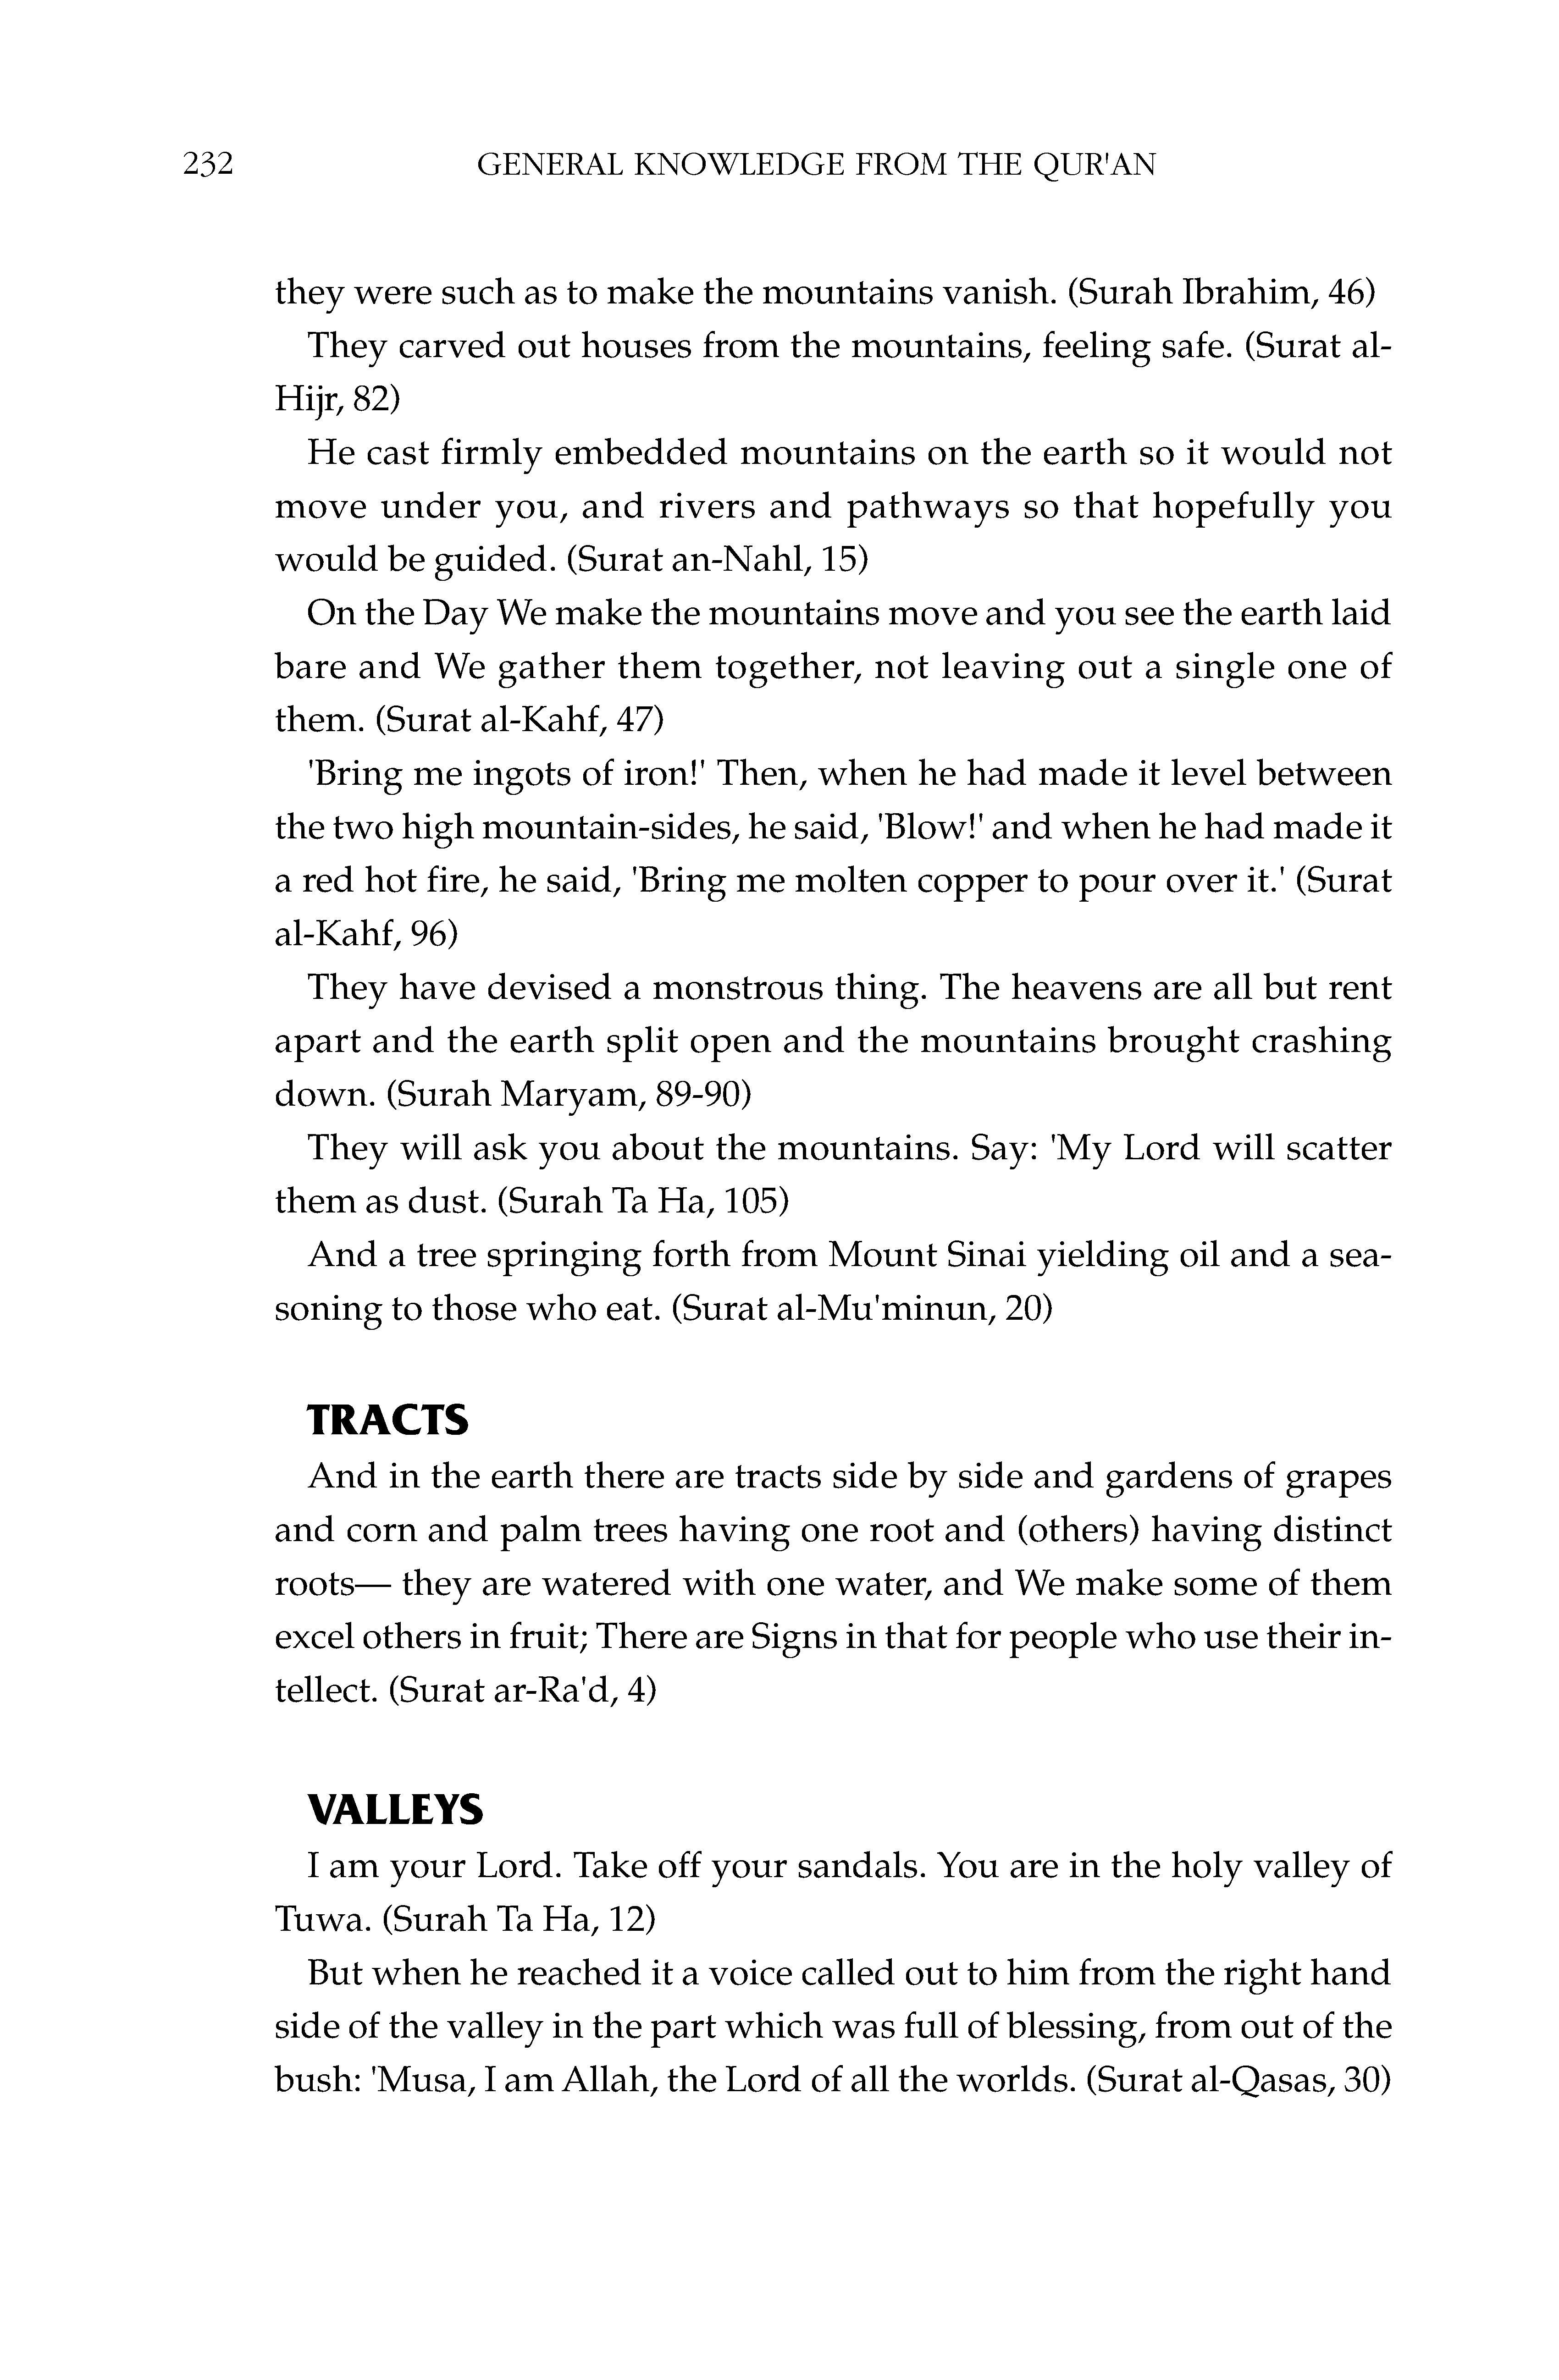 232 GENERAL KNOWLEDGE FROM THE QUR'AN
they were such as to make the mountains vanish. (Surah Ibrahim, 46)
They carved out houses from the mountains, feeling safe. (Surat al-
Hijr, 82)
He cast firmly embedded mountains on the earth so it would not
move under you, and rivers and pathways so that hopefully you
would be guided. (Surat an-Nahl, 15)
On the Day We make the mountains move and you see the earth laid
bare and We gather them together, not leaving out a single one of
them. (Surat al-Kahf, 47)
'Bring me ingots of iron!' Then, when he had made it level between
the two high mountain-sides, he said, 'Blow!' and when he had made it
a red hot fire, he said, 'Bring me molten copper to pour over it.' (Surat
al-Kahf, 96)
They have devised a monstrous thing. The heavens are all but rent
apart and the earth split open and the mountains brought crashing
down. (Surah Maryam, 89-90)
They will ask you about the mountains. Say: 'My Lord will scatter
them as dust. (Surah Ta Ha, 105)
And a tree springing forth from Mount Sinai yielding oil and a sea-
soning to those who eat. (Surat al-Mu'minun, 20)
TRACTS
And in the earth there are tracts side by side and gardens of grapes
and corn and palm trees having one root and (others) having distinct
roots— they are watered with one water, and We make some of them
excel others in fruit; There are Signs in that for people who use their in-
tellect. (Surat ar-Ra'd, 4)
VALLEYS
I am your Lord. Take off your sandals. You are in the holy valley of
Tuwa. (Surah Ta Ha, 12)
But when he reached it a voice called out to him from the right hand
side of the valley in the part which was full of blessing, from out of the
bush: 'Musa, I am Allah, the Lord of all the worlds. (Surat al-Qasas, 30)